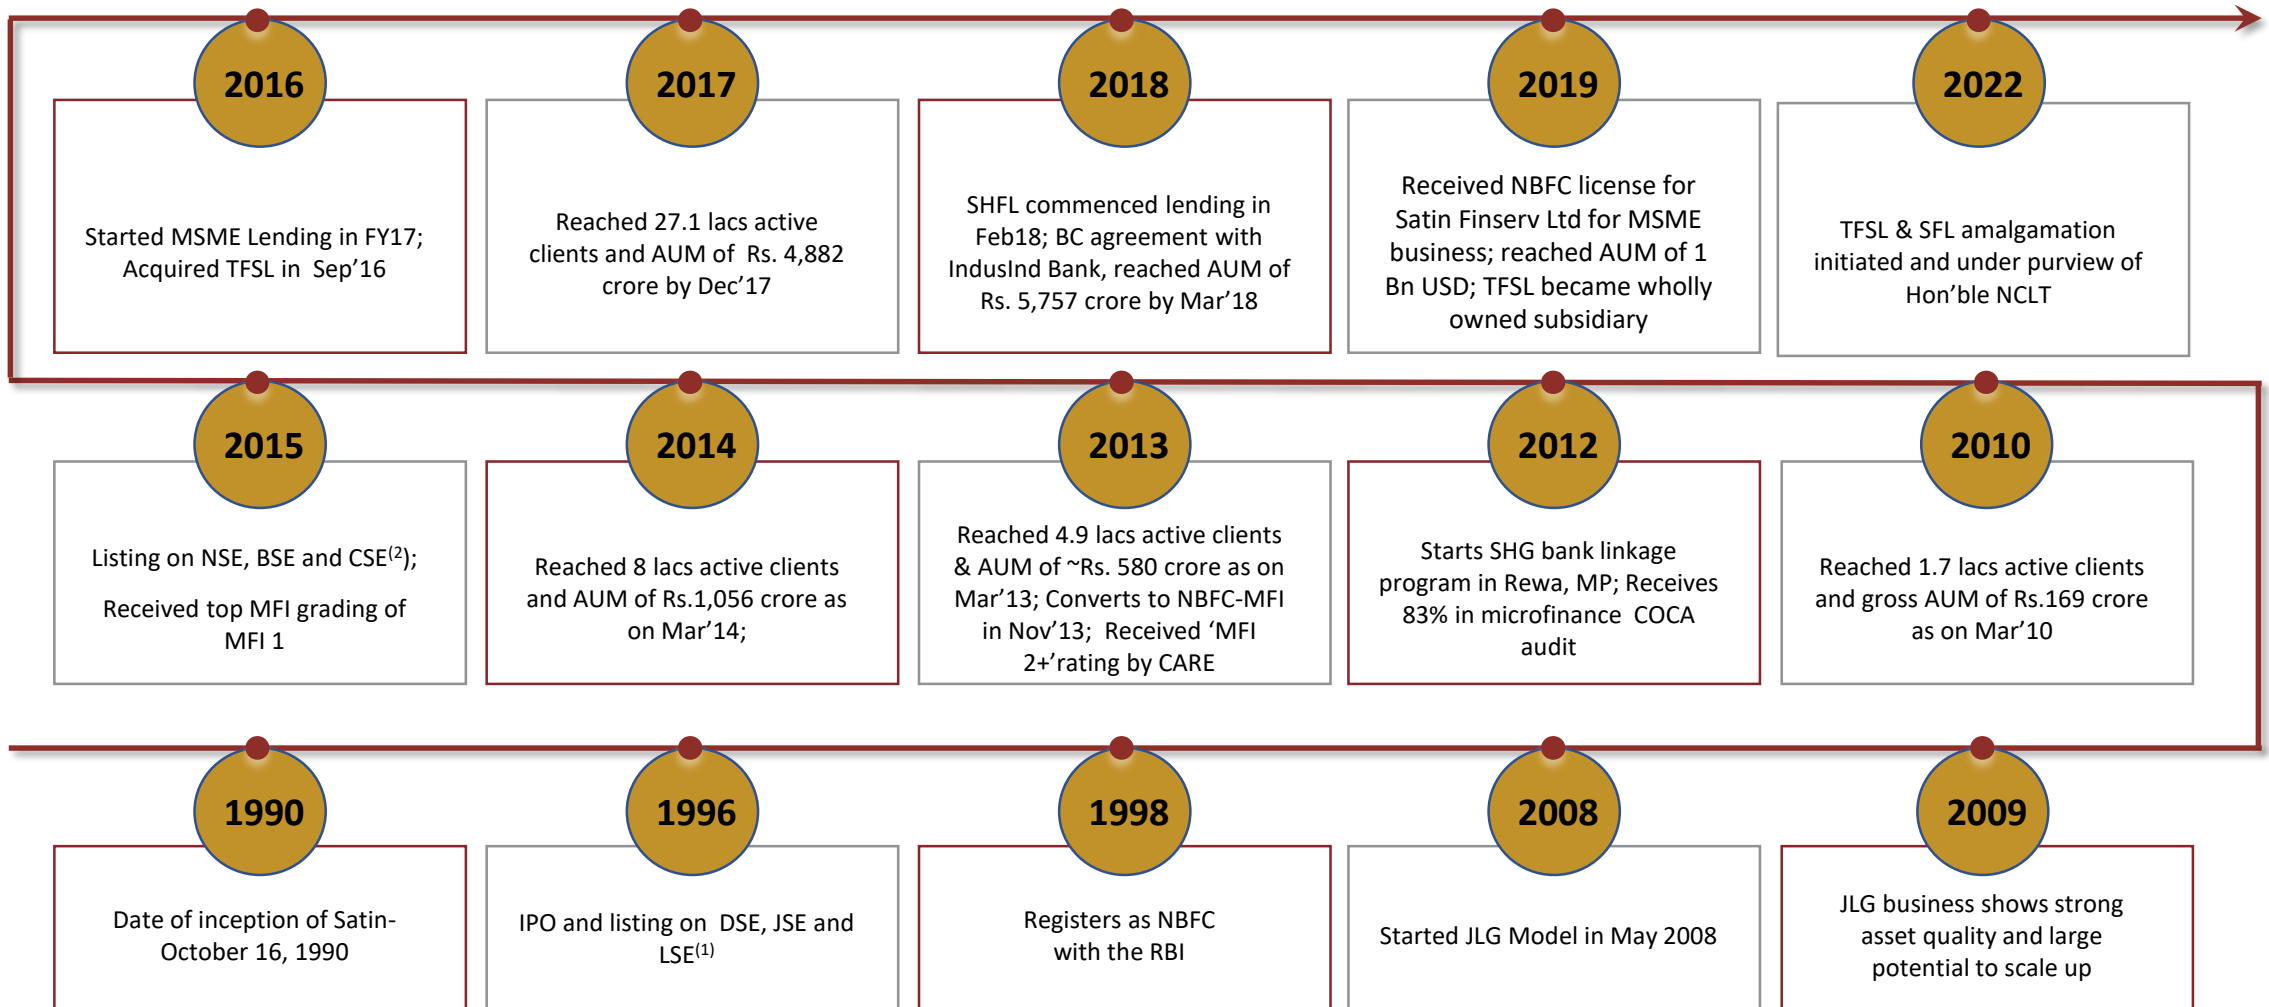 2016
Started MSME Lending in FY17;
Acquired TFSL in Sep’16
2017
Reached 27.1 lacs active
clients and AUM of Rs. 4,882
crore by Dec’17
2018
SHFL commenced lending in
Feb18; BC agreement with
IndusInd Bank, reached AUM of
Rs. 5,757 crore by Mar’18
2019
Received NBFC license for
Satin Finserv Ltd for MSME
business; reached AUM of 1
Bn USD; TFSL became wholly
owned subsidiary
2022
TFSL & SFL amalgamation
initiated and under purview of
Hon’ble NCLT
2015
Listing on NSE, BSE and CSE(2);
Received top MFI grading of
MFI 1
2014
Reached 8 lacs active clients
and AUM of Rs.1,056 crore as
on Mar’14;
2013
Reached 4.9 lacs active clients
& AUM of ~Rs. 580 crore as on
Mar’13; Converts to NBFC-MFI
in Nov’13; Received ‘MFI
2+’rating by CARE
2012
Starts SHG bank linkage
program in Rewa, MP; Receives
83% in microfinance COCA
audit
2010
Reached 1.7 lacs active clients
and gross AUM of Rs.169 crore
as on Mar’10
1990
Date of inception of Satin-
October 16, 1990
1996
IPO and listing on DSE, JSE and
LSE(1)
1998
Registers as NBFC
with the RBI
2008
Started JLG Model in May 2008
2009
JLG business shows strong
asset quality and large
potential to scale up